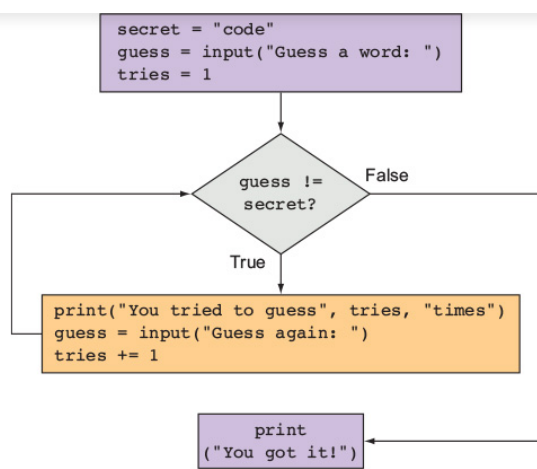 secret = "code"
guess = input("Guess a word: ")
tries = 1
guess !=
secret?
False
True
print("You tried to guess", tries, "times")
guess = input("Guess again: ")
tries += 1
print
("You got it!")